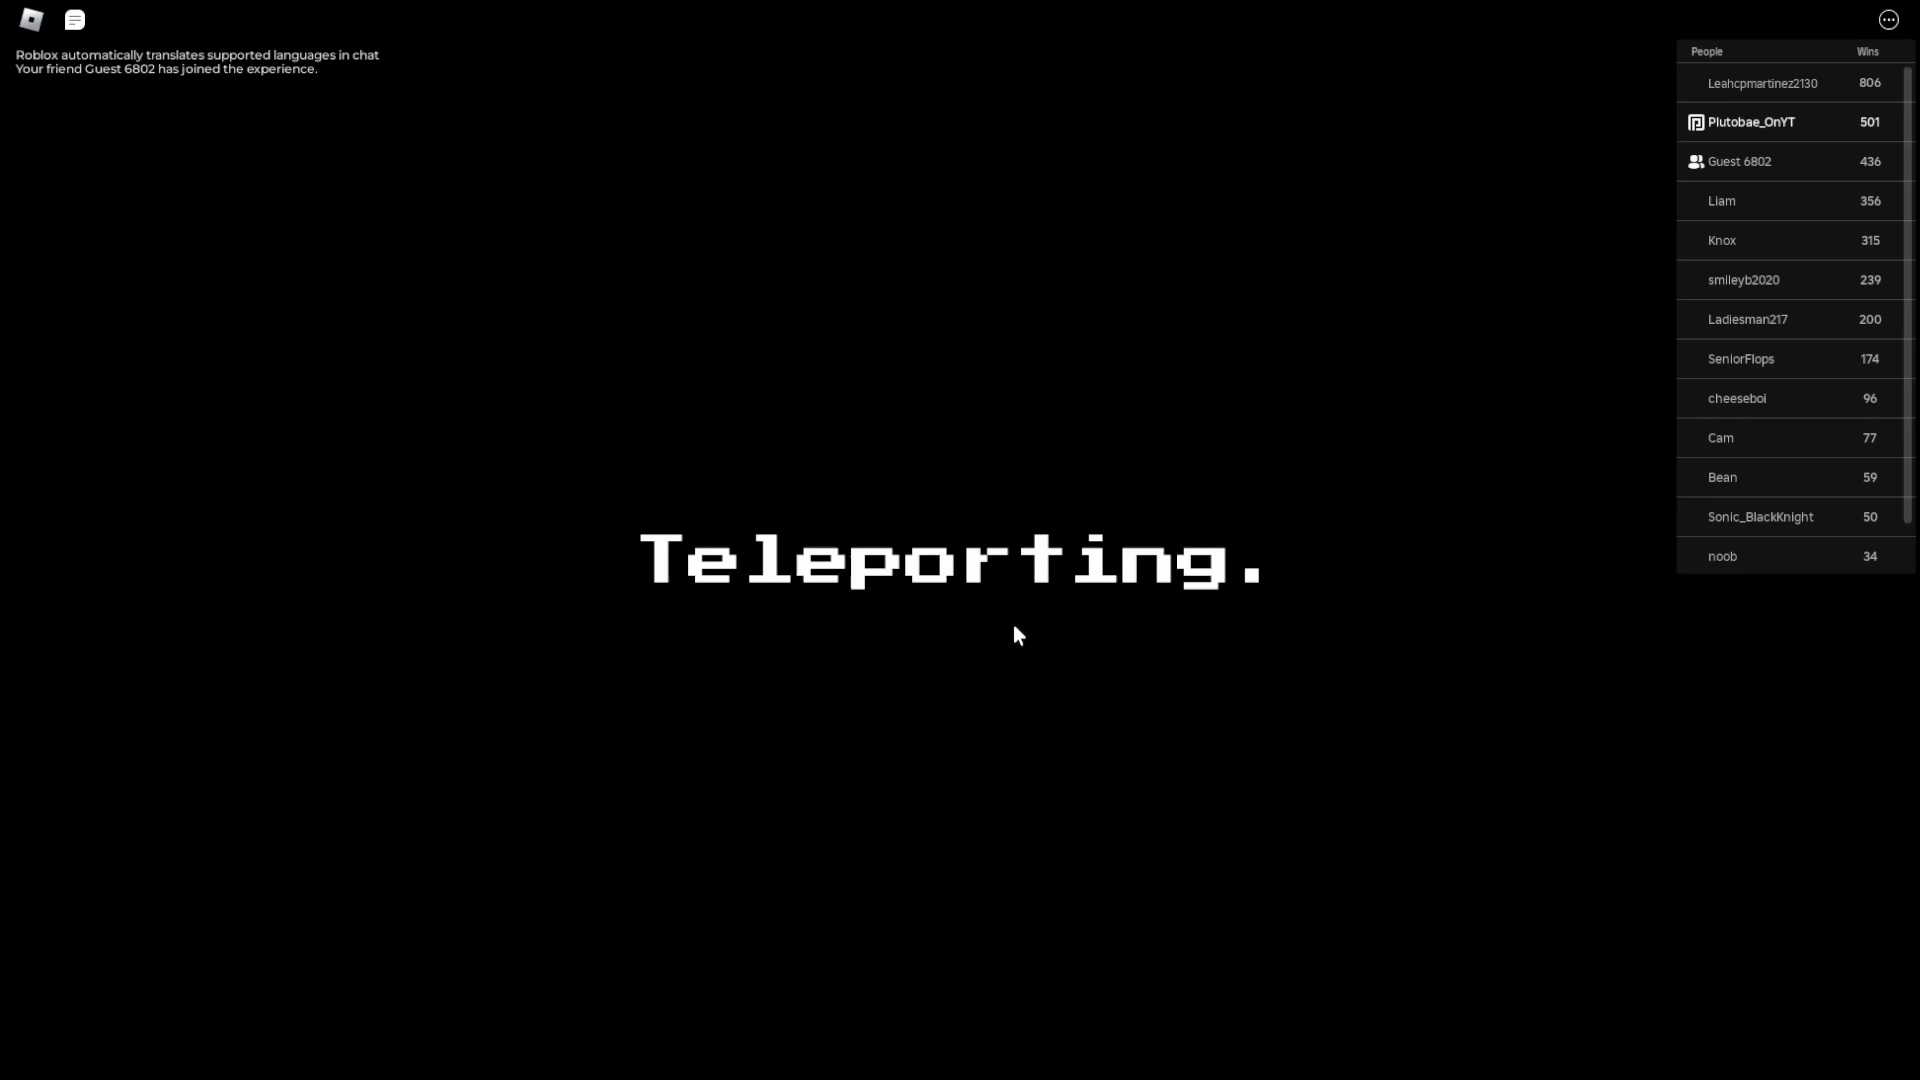 Roblox automatically translates supported languages in chat
Your friend Guest 6802 has joined the experience.
People Wins
Leahcpmartinez2130 806
Plutobae_OnYT 501
Guest 6802 436
Liam 356
Knox 315
smileyb2020 239
Ladiesman217 200
SeniorFlops 174
cheeseboi 96
Cam 77
Bean 59
Sonic_BlackKnight 50
noob 34
Teleporting.